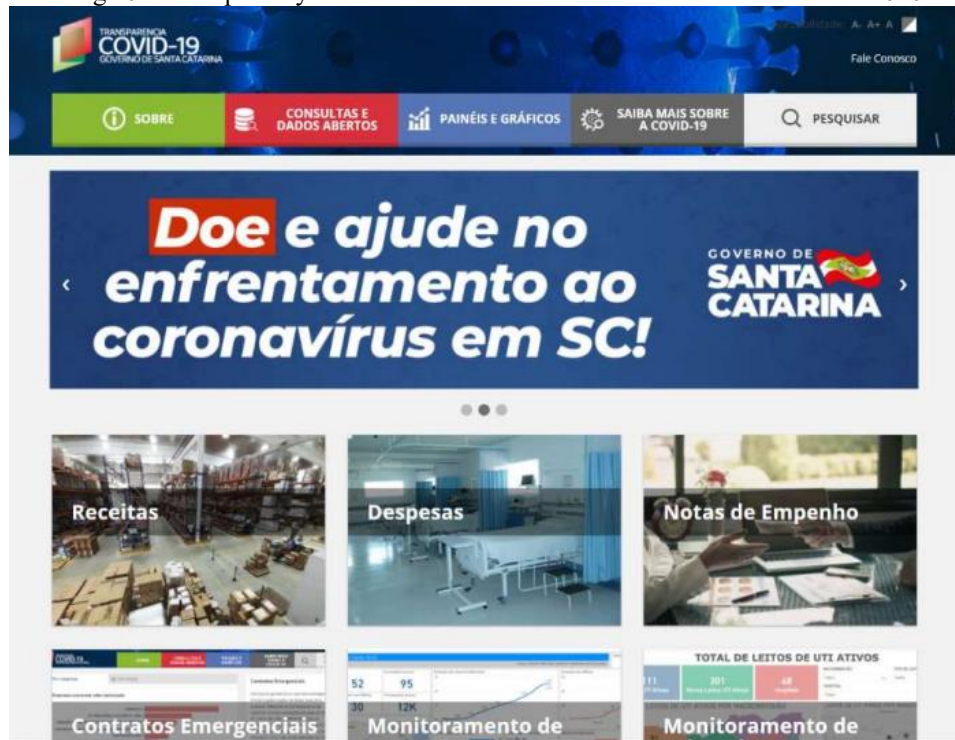 TRANSPARÊNCIA
COVID-19
GOVERNO DE SANTA CATARINA
A- A+ A
Fale Conosco
SOBRE
CONSULTAS E
DADOS ABERTOS
PAINÉIS E GRÁFICOS
SAIBA MAIS SOBRE
A COVID-19
PESQUISAR
Doe e ajude no
enfrentamento ao
coronavírus em SC!
GOVERNO DE
SANTA
CATARINA
Receitas
Despesas
Notas de Empenho
Contratos Emergenciais
52
95
30
12K
Monitoramento de
TOTAL DE LEITOS DE UTI ATIVOS
Monitoramento de